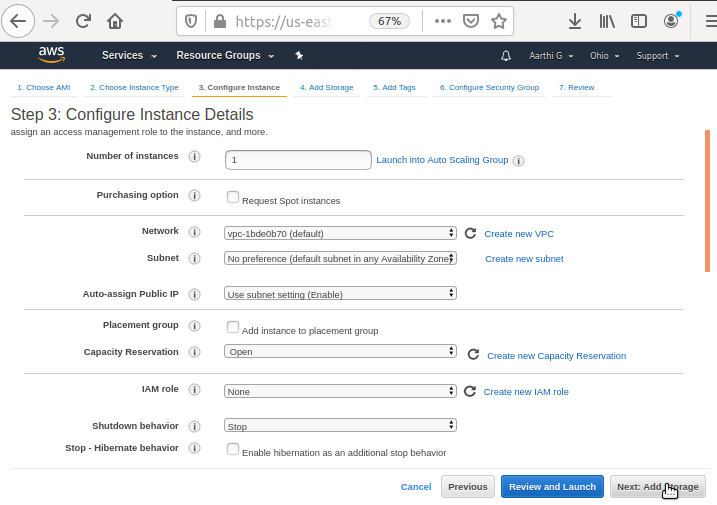 https://us-eas
67%
aws
Services
Resource Groups
Aarthi G
Ohio
Support
1. Choose AMI
2. Choose Instance Type
3. Configure Instance
4. Add Storage
5. Add Tags
6. Configure Security Group
7. Review
Step 3: Configure Instance Details
assign an access management role to the instance, and more.
Number of instances
1
Launch into Auto Scaling Group
Purchasing option
Request Spot instances
Network
vpc-1bde0b70 (default)
Create new VPC
Subnet
No preference (default subnet in any Availability Zone)
Create new subnet
Auto-assign Public IP
Use subnet setting (Enable)
Placement group
Add instance to placement group
Capacity Reservation
Open
Create new Capacity Reservation
IAM role
None
Create new IAM role
Shutdown behavior
Stop
Stop - Hibernate behavior
Enable hibernation as an additional stop behavior
Cancel
Previous
Review and Launch
Next: Add Storage